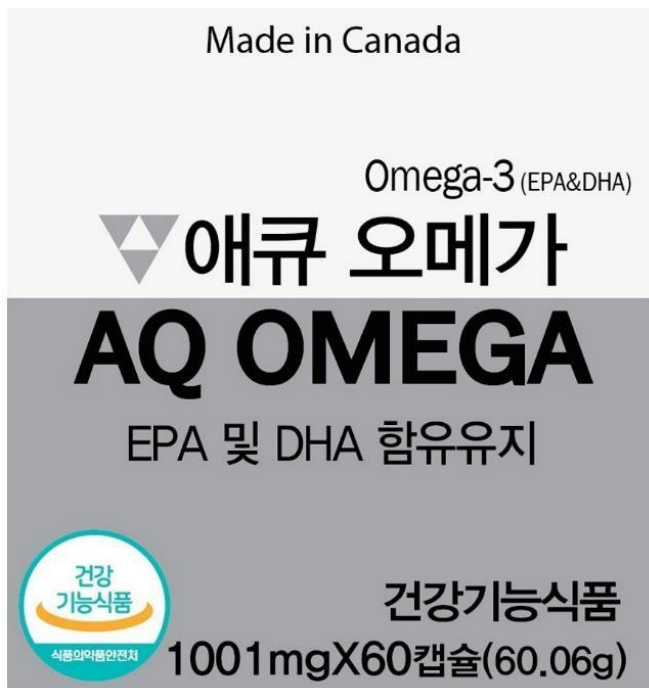 Made in Canada
Omega-3 (EPA&DHA)
애큐 오메가
AQ OMEGA
EPA 및 DHA 함유유지
건강
기능식품
식품의약품안전처
건강기능식품
1001mgX60캡슐(60.06g)